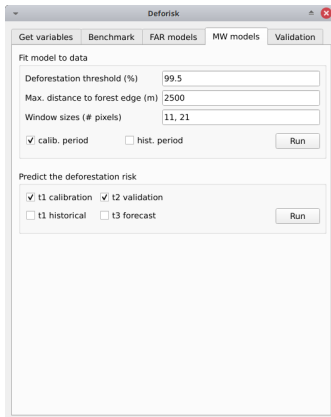 Deforisk
Get variables Benchmark FAR models MW models Validation
Fit model to data
Deforestation threshold (%) 99.5
Max. distance to forest edge (m) 2500
Window sizes (# pixels) 11, 21
calib. period hist. period Run
Predict the deforestation risk
t1 calibration t2 validation
t1 historical t3 forecast Run